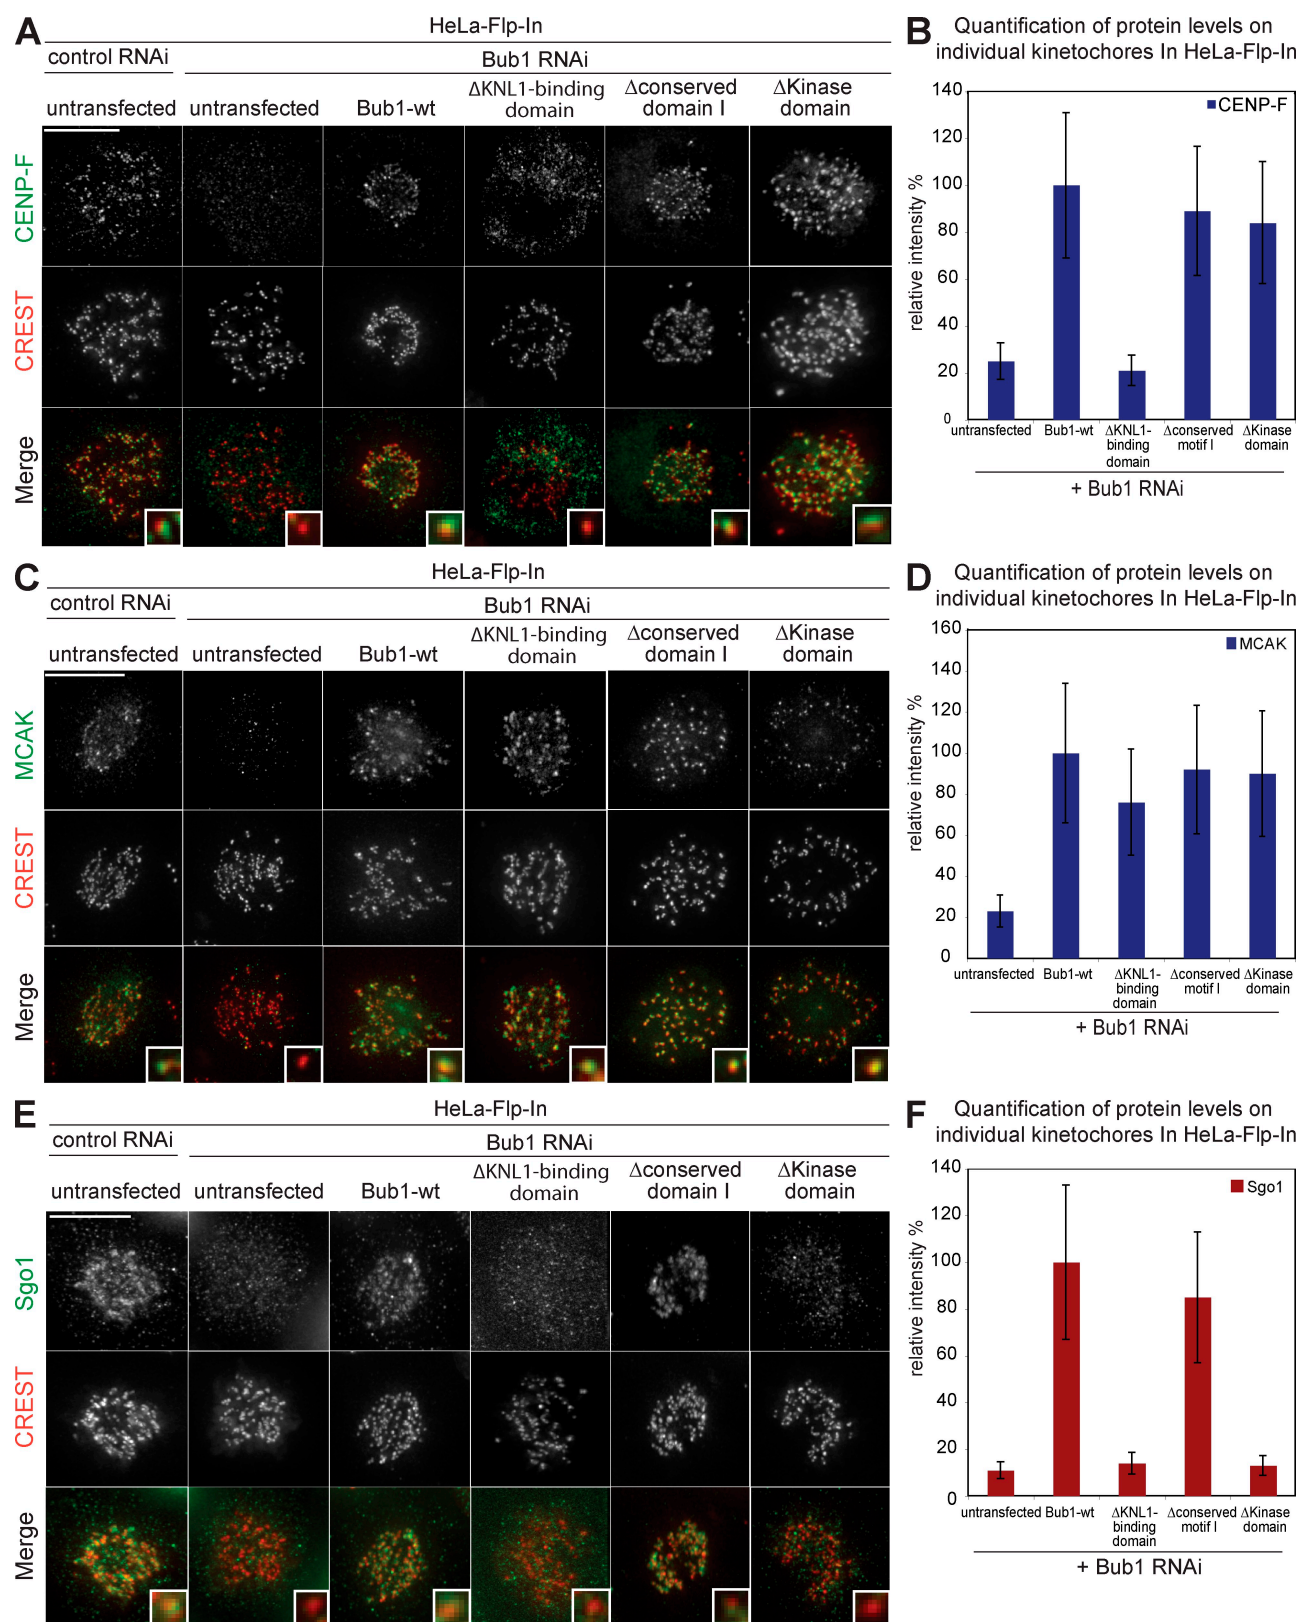 A
HeLa-Flp-In
control RNAi
Bub1 RNAi
untransfected
untransfected
Bub1-wt
ΔKNL1-binding
domain
Δconserved
domain I
ΔKinase
domain
CENP-F
CREST
Merge
B
Quantification of protein levels on
individual kinetochores In HeLa-Flp-In
CENP-F
relative intensity %
140
120
100
80
60
40
20
0
untransfected
Bub1-wt
ΔKNL1-
binding
domain
Δconserved
motif I
ΔKinase
domain
+ Bub1 RNAi
C
HeLa-Flp-In
control RNAi
Bub1 RNAi
untransfected
untransfected
Bub1-wt
ΔKNL1-binding
domain
Δconserved
domain I
ΔKinase
domain
MCAK
CREST
Merge
D
Quantification of protein levels on
individual kinetochores In HeLa-Flp-In
MCAK
relative intensity %
160
140
120
100
80
60
40
20
0
untransfected
Bub1-wt
ΔKNL1-
binding
domain
Δconserved
motif I
ΔKinase
domain
+ Bub1 RNAi
E
HeLa-Flp-In
control RNAi
Bub1 RNAi
untransfected
untransfected
Bub1-wt
ΔKNL1-binding
domain
Δconserved
domain I
ΔKinase
domain
Sgo1
CREST
Merge
F
Quantification of protein levels on
individual kinetochores In HeLa-Flp-In
Sgo1
relative intensity %
140
120
100
80
60
40
20
0
untransfected
Bub1-wt
ΔKNL1-
binding
domain
Δconserved
motif I
ΔKinase
domain
+ Bub1 RNAi